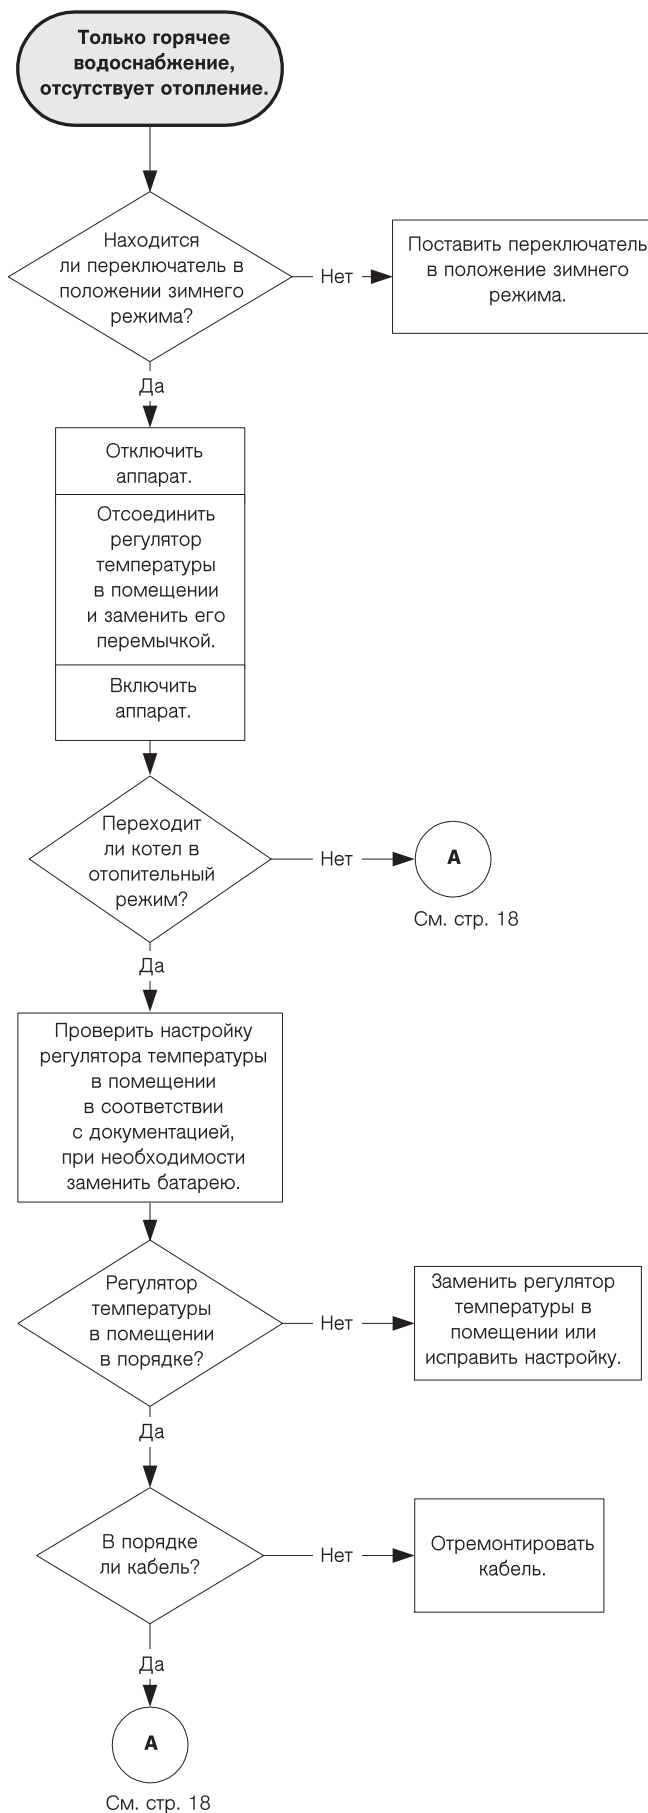 Только горячее
водоснабжение,
отсутствует отопление.
Находится
ли переключатель в
положении зимнего
режима?
Нет
Поставить переключатель
в положение зимнего
режима.
Да
Отключить
аппарат.
Отсоединить
регулятор
температуры
в помещении
и заменить его
перемычкой.
Включить
аппарат.
Переходит
ли котел в
отопительный
режим?
Нет
А
См. стр. 18
Да
Проверить настройку
регулятора температуры
в помещении
в соответствии
с документацией,
при необходимости
заменить батарею.
Регулятор
температуры
в помещении
в порядке?
Нет
Заменить регулятор
температуры в
помещении или
исправить настройку.
Да
В порядке
ли кабель?
Нет
Отремонтировать
кабель.
Да
А
См. стр. 18